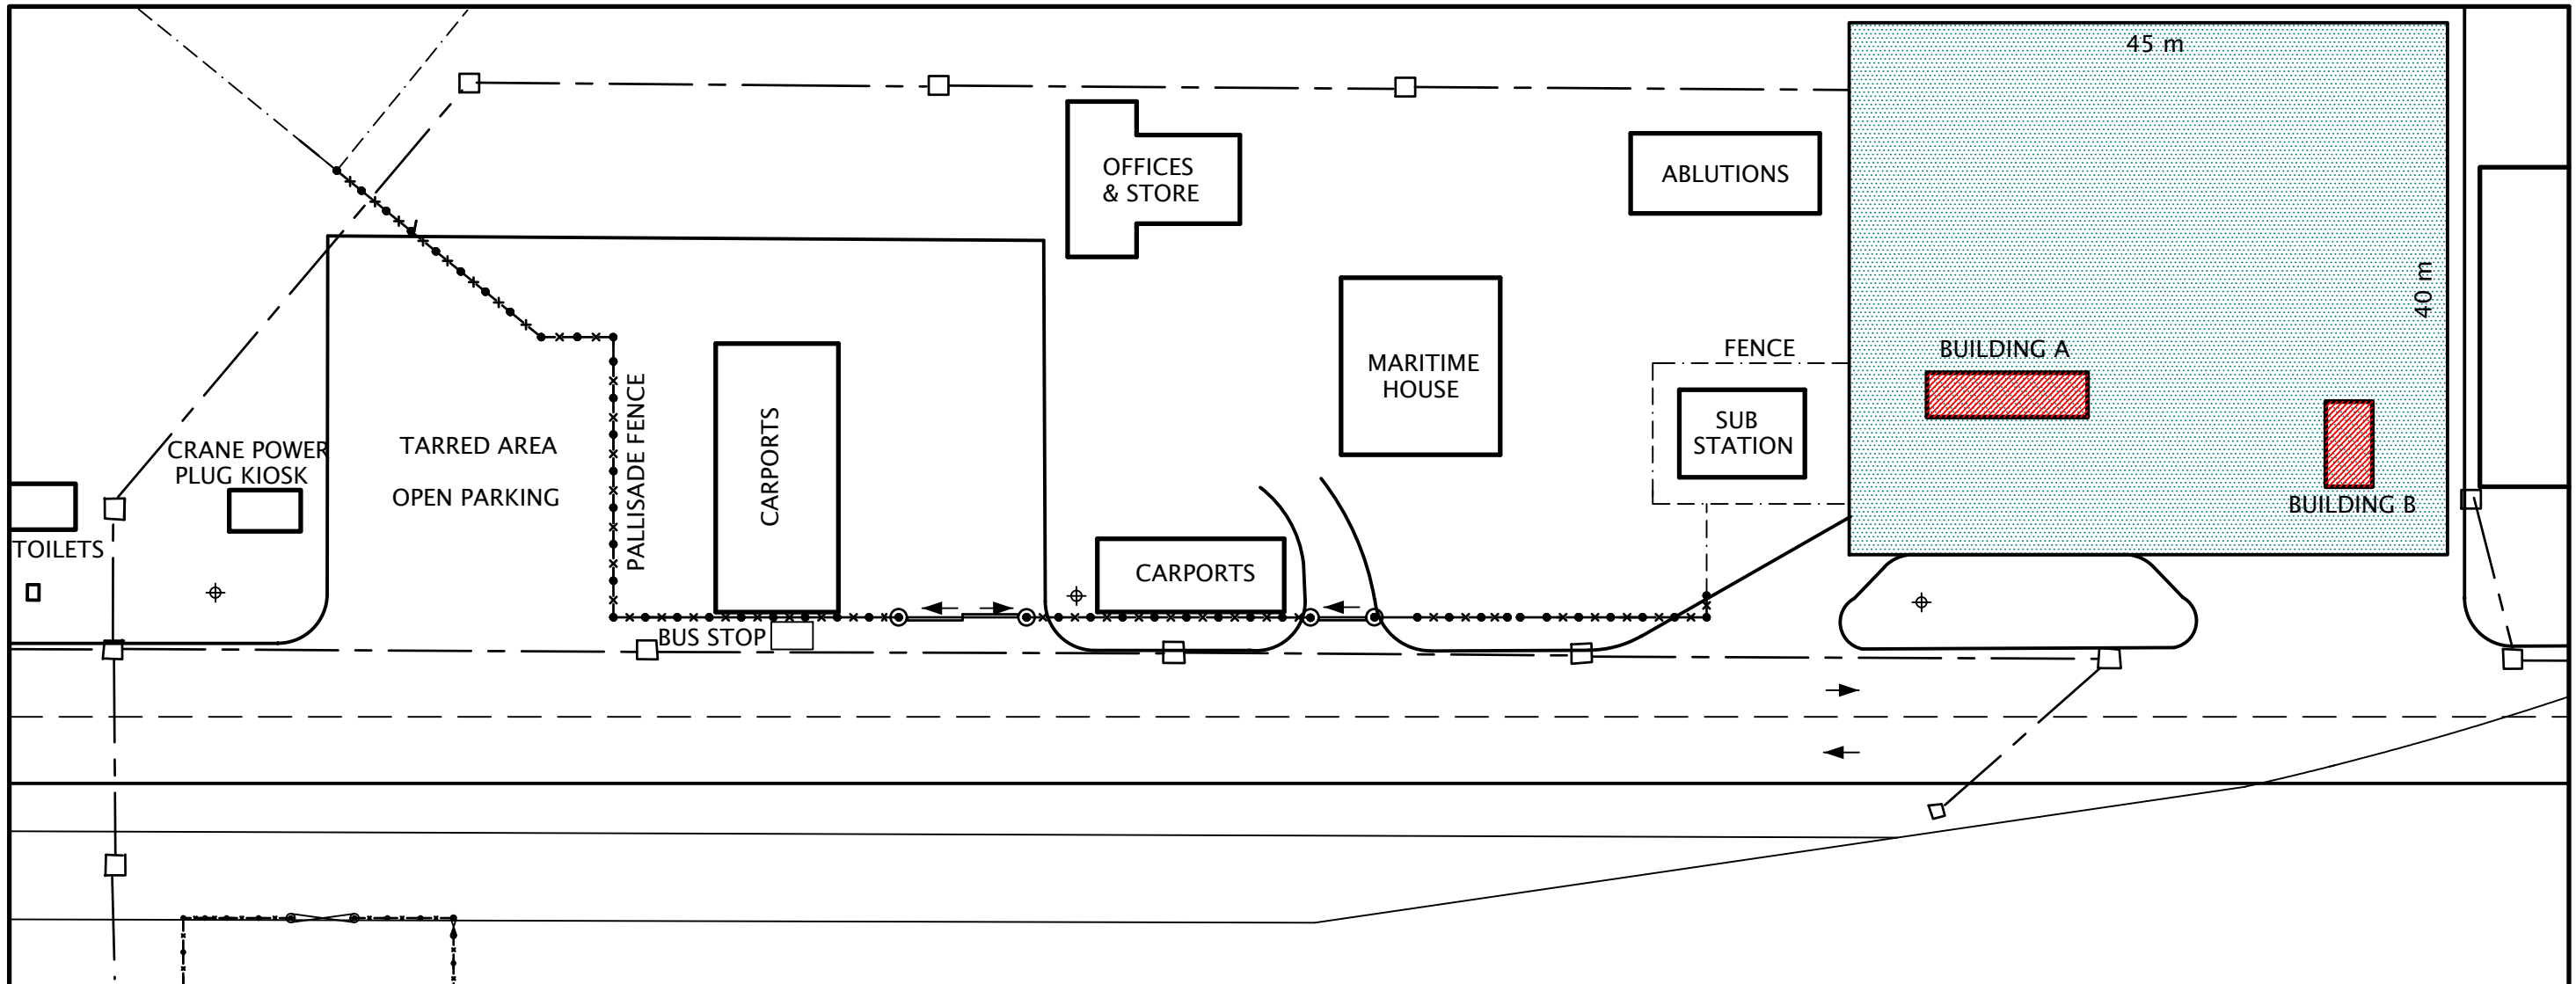 45 m
OFFICES
& STORE
ABLUTIONS
40 m
FENCE
BUILDING A
MARITIME
HOUSE
PALLISADE FENCE
CARPORTS
SUB
STATION
TARRED AREA
OPEN PARKING
CRANE POWER
PLUG KIOSK
BUILDING B
TOILETS
CARPORTS
BUS STOP